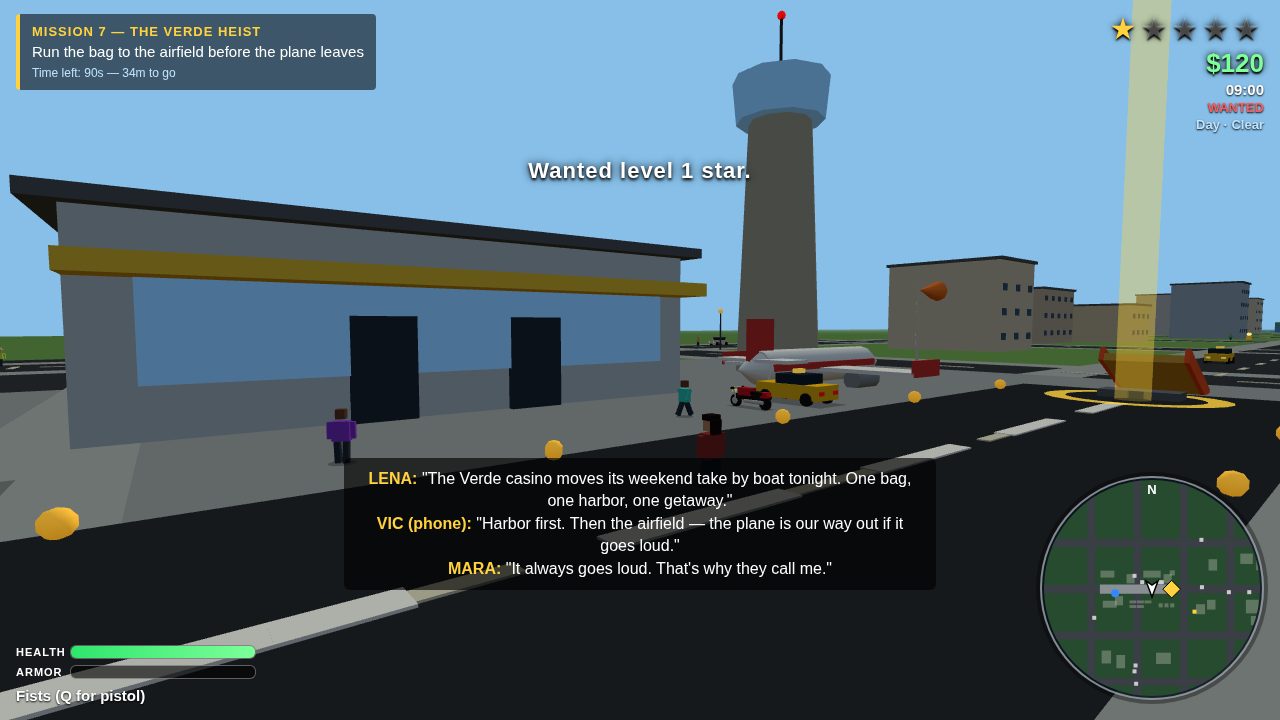 MISSION 7 — THE VERDE HEIST
Run the bag to the airfield before the plane leaves
Time left: 90s — 34m to go
$120
09:00
WANTED
Day · Clear
Wanted level 1 star.
LENA: "The Verde casino moves its weekend take by boat tonight. One bag,
one harbor, one getaway."
VIC (phone): "Harbor first. Then the airfield — the plane is our way out if it
goes loud."
MARA: "It always goes loud. That's why they call me."
N
HEALTH
ARMOR
Fists (Q for pistol)